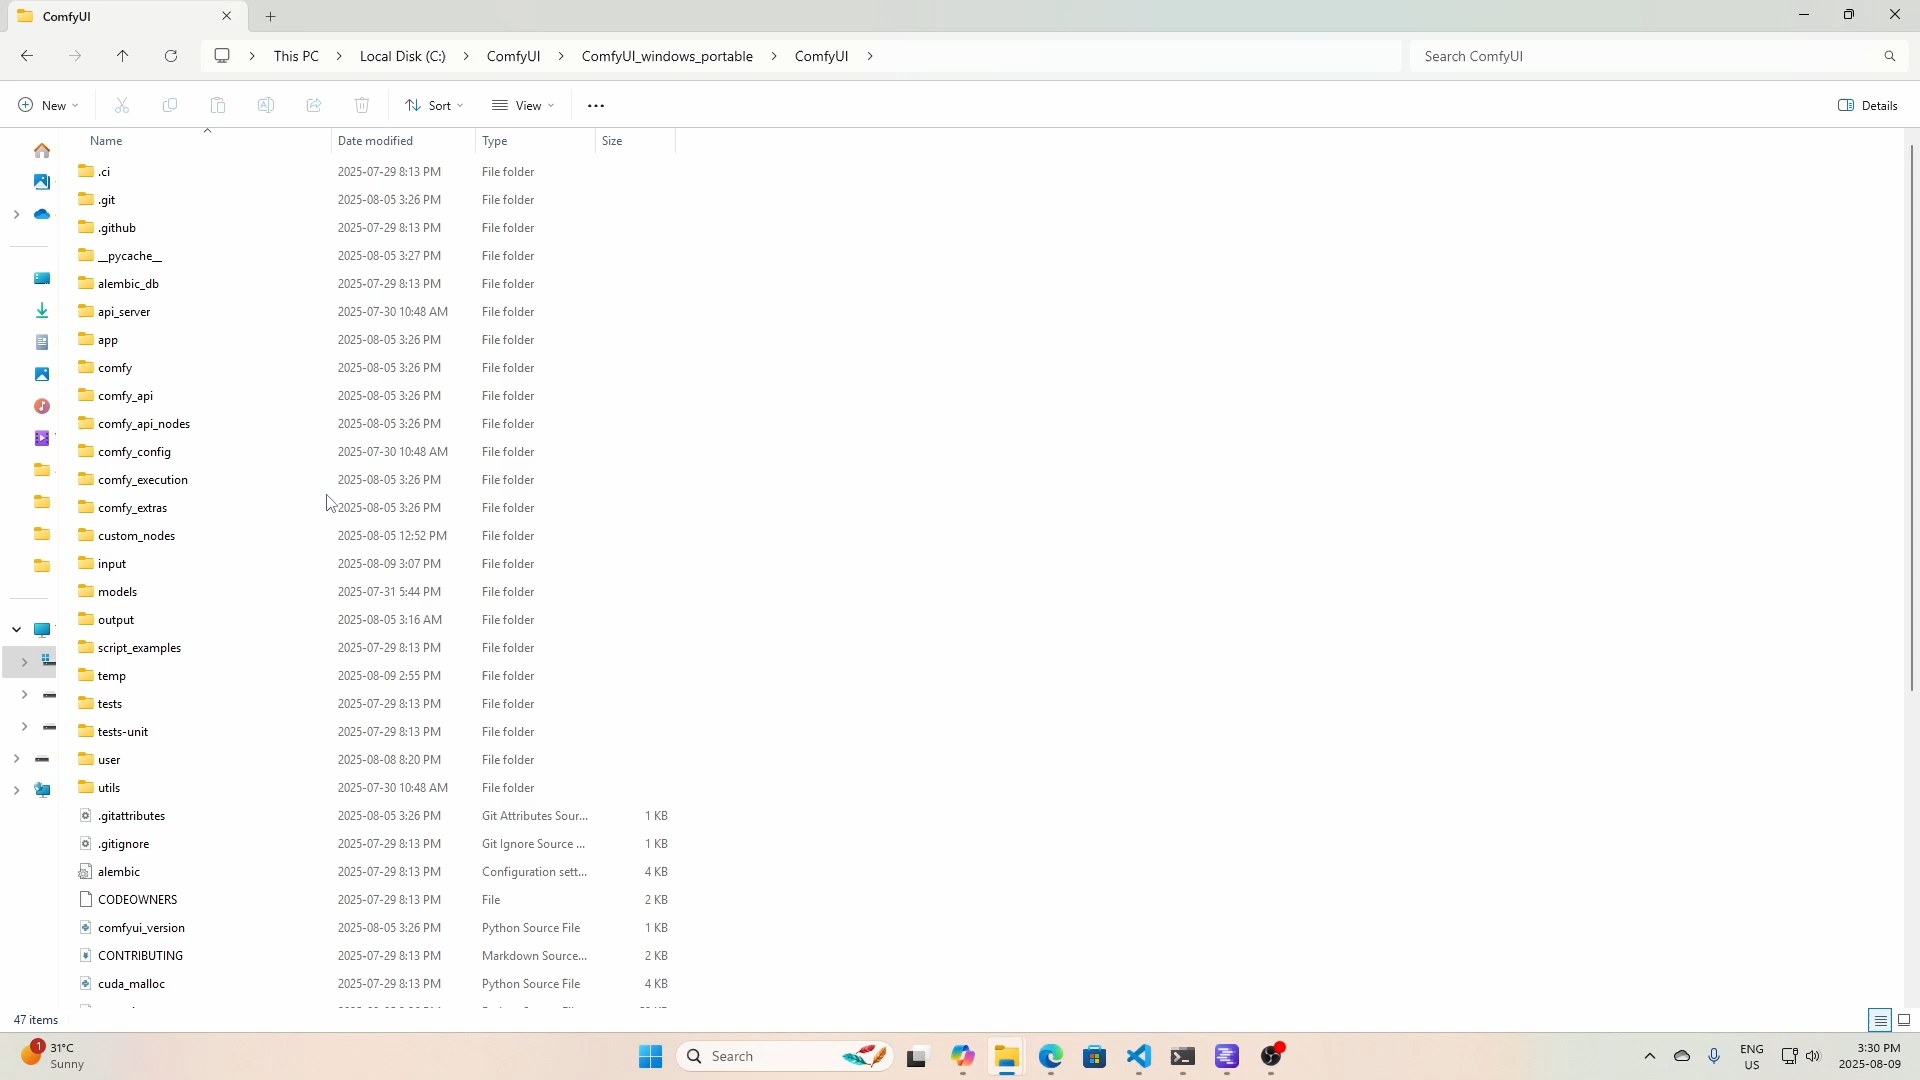 ComfyUI
This PC
Local Disk (C:)
ComfyUI
ComfyUI_windows_portable
ComfyUI
Search ComfyUI
New
Sort
View
Details
Name Date modified Type Size
.ci 2025-07-29 8:13 PM File folder
.git 2025-08-05 3:26 PM File folder
.github 2025-07-29 8:13 PM File folder
__pycache__ 2025-08-05 3:27 PM File folder
alembic_db 2025-07-29 8:13 PM File folder
api_server 2025-07-30 10:48 AM File folder
app 2025-08-05 3:26 PM File folder
comfy 2025-08-05 3:26 PM File folder
comfy_api 2025-08-05 3:26 PM File folder
comfy_api_nodes 2025-08-05 3:26 PM File folder
comfy_config 2025-07-30 10:48 AM File folder
comfy_execution 2025-08-05 3:26 PM File folder
comfy_extras 2025-08-05 3:26 PM File folder
custom_nodes 2025-08-05 12:52 PM File folder
input 2025-08-09 3:07 PM File folder
models 2025-07-31 5:44 PM File folder
output 2025-08-05 3:16 AM File folder
script_examples 2025-07-29 8:13 PM File folder
temp 2025-08-09 2:55 PM File folder
tests 2025-07-29 8:13 PM File folder
tests-unit 2025-07-29 8:13 PM File folder
user 2025-08-08 8:20 PM File folder
utils 2025-07-30 10:48 AM File folder
.gitattributes 2025-08-05 3:26 PM Git Attributes Sour... 1 KB
.gitignore 2025-07-29 8:13 PM Git Ignore Source ... 1 KB
alembic 2025-07-29 8:13 PM Configuration sett... 4 KB
CODEOWNERS 2025-07-29 8:13 PM File 2 KB
comfyui_version 2025-08-05 3:26 PM Python Source File 1 KB
CONTRIBUTING 2025-07-29 8:13 PM Markdown Source... 2 KB
cuda_malloc 2025-07-29 8:13 PM Python Source File 4 KB
47 items
1
31°C
Sunny
Search
ENG
US
3:30 PM
2025-08-09